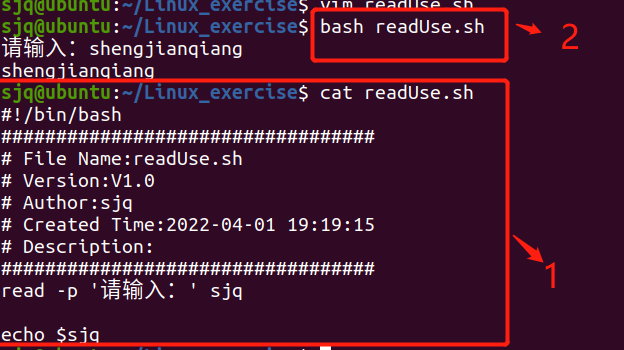 sjq@ubuntu:~/Linux_exercise$ vim readUse.sh
sjq@ubuntu:~/Linux_exercise$ bash readUse.sh
2
请输入：shengjianqiang
shengjianqiang
sjq@ubuntu:~/Linux_exercise$ cat readUse.sh
#!/bin/bash
##################################
# File Name:readUse.sh
# Version:V1.0
# Author:sjq
# Created Time:2022-04-01 19:19:15
# Description:
##################################
1
read -p '请输入：' sjq
echo $sjq